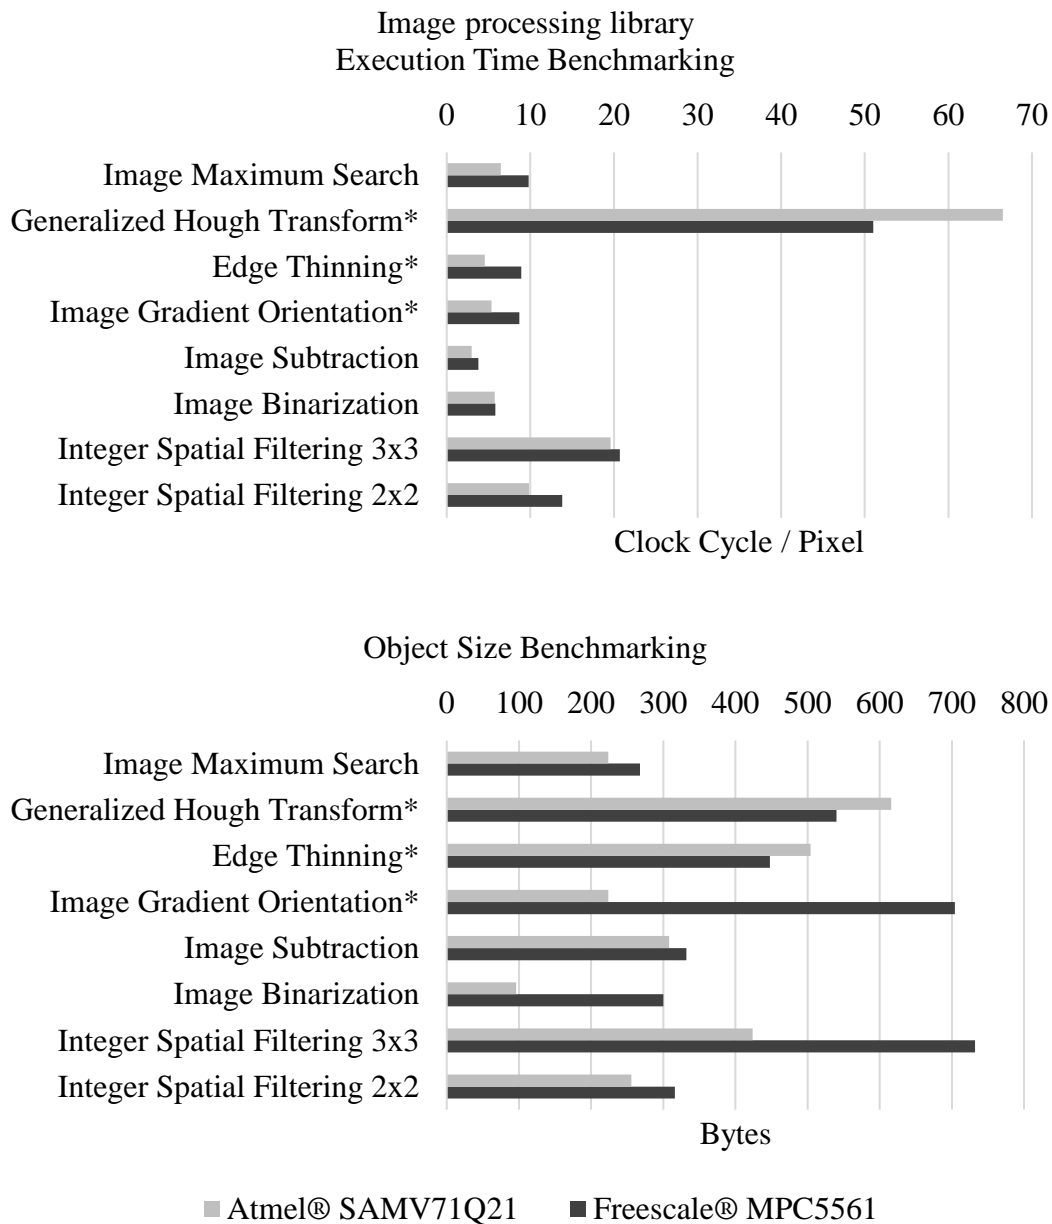 Image processing library
Execution Time Benchmarking
0 10 20 30 40 50 60 70
Image Maximum Search
Generalized Hough Transform*
Edge Thinning*
Image Gradient Orientation*
Image Subtraction
Image Binarization
Integer Spatial Filtering 3x3
Integer Spatial Filtering 2x2
Clock Cycle / Pixel
Object Size Benchmarking
0 100 200 300 400 500 600 700 800
Image Maximum Search
Generalized Hough Transform*
Edge Thinning*
Image Gradient Orientation*
Image Subtraction
Image Binarization
Integer Spatial Filtering 3x3
Integer Spatial Filtering 2x2
Bytes
Atmel® SAMV71Q21 Freescale® MPC5561